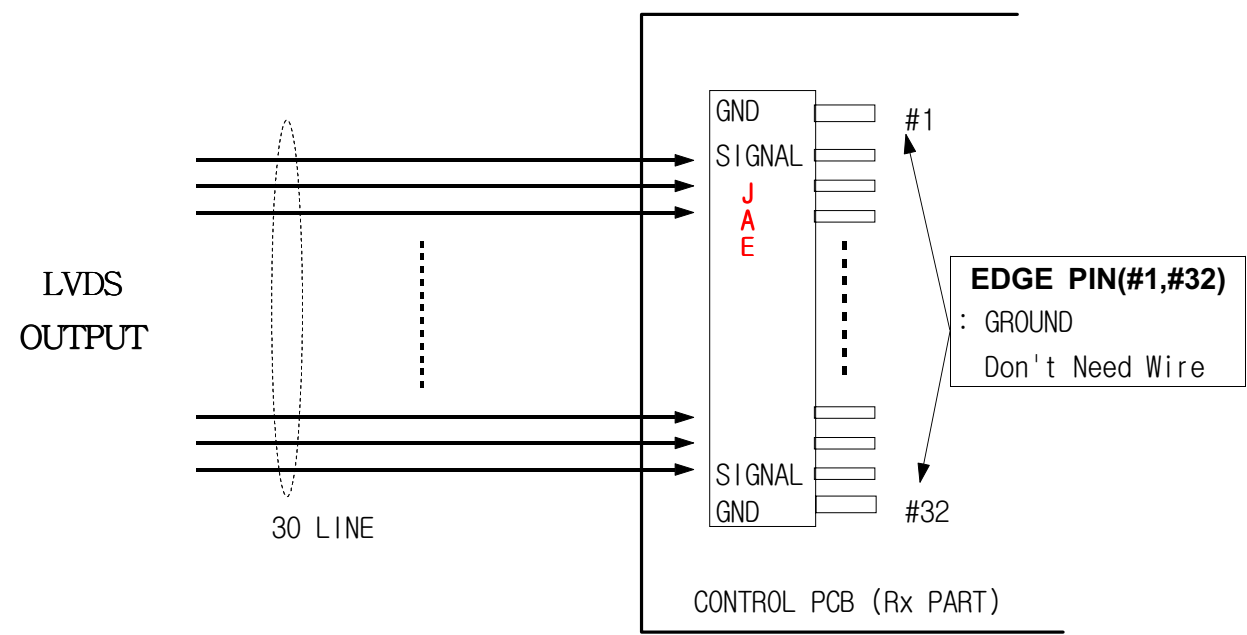 GND
#1
SIGNAL
J
A
E
LVDS
OUTPUT
EDGE PIN(#1,#32)
: GROUND
Don't Need Wire
SIGNAL
GND
#32
30 LINE
CONTROL PCB (Rx PART)